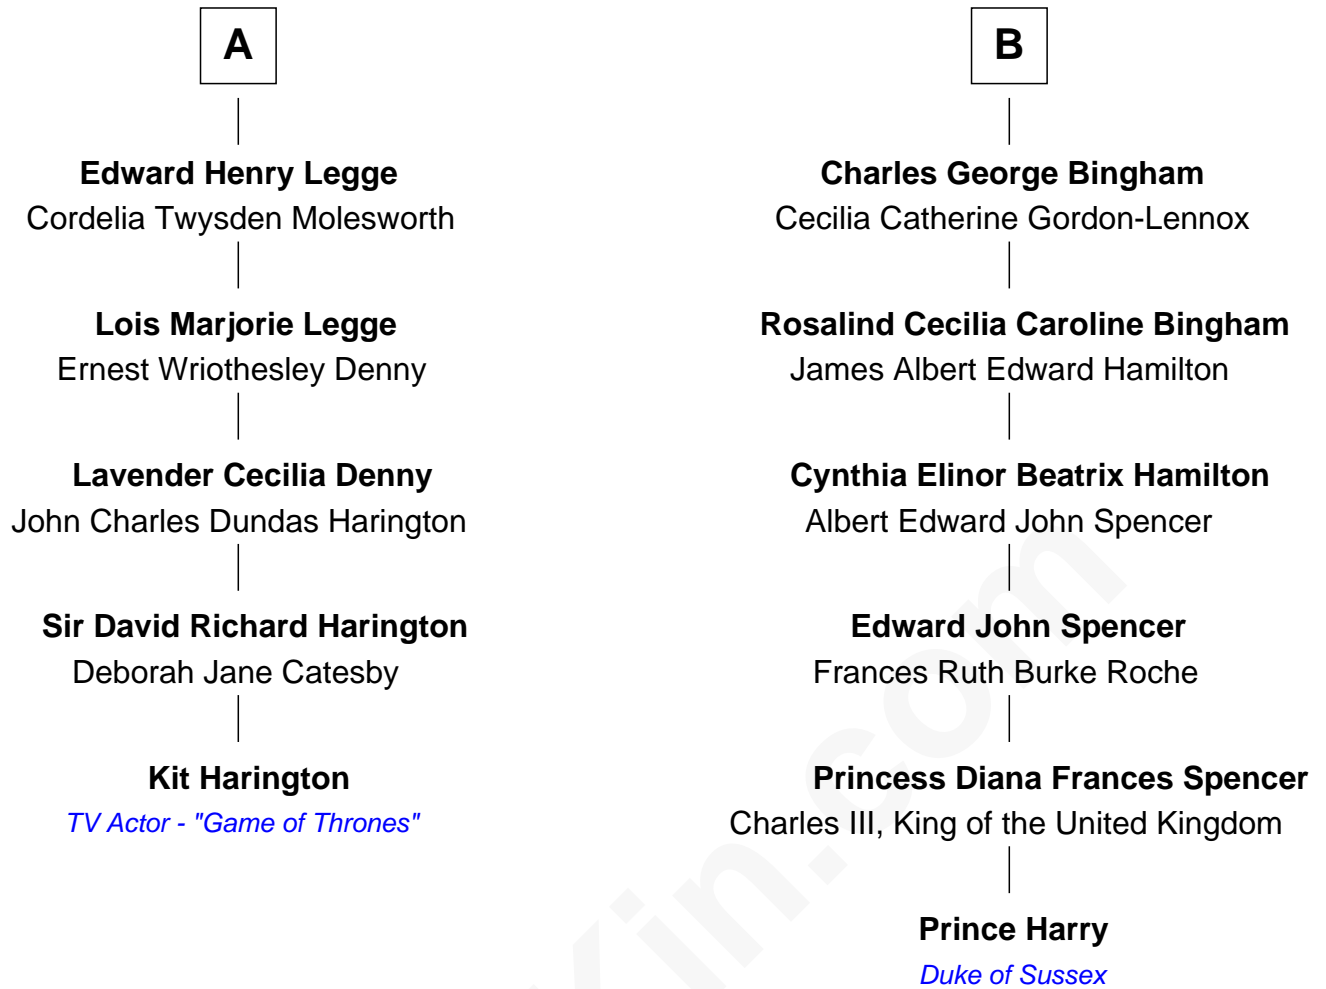 A
Edward Henry Legge
Cordelia Twysden Molesworth
Lois Marjorie Legge
Ernest Wriothesley Denny
Lavender Cecilia Denny
John Charles Dundas Harington
Sir David Richard Harington
Deborah Jane Catesby
Kit Harington
TV Actor - "Game of Thrones"
B
Charles George Bingham
Cecilia Catherine Gordon-Lennox
Rosalind Cecilia Caroline Bingham
James Albert Edward Hamilton
Cynthia Elinor Beatrix Hamilton
Albert Edward John Spencer
Edward John Spencer
Frances Ruth Burke Roche
Princess Diana Frances Spencer
Charles III, King of the United Kingdom
Prince Harry
Duke of Sussex